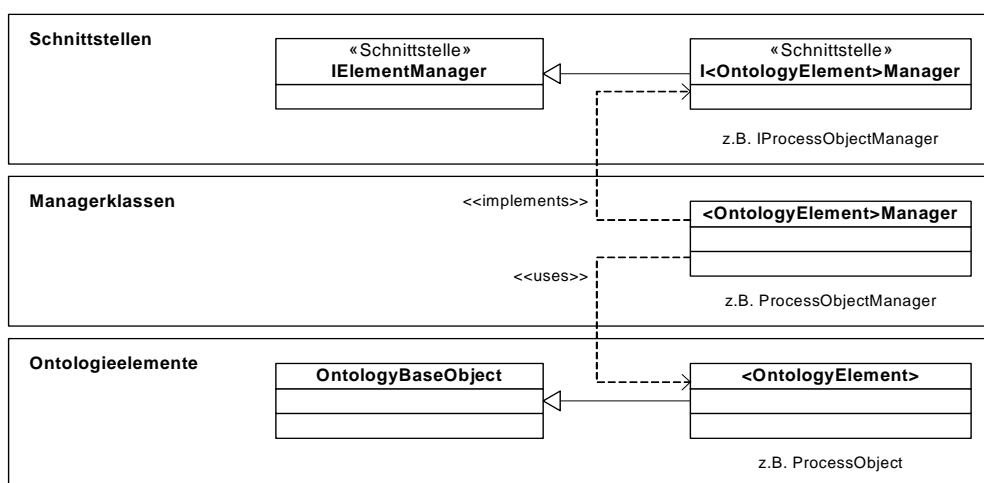 Schnittstellen
«Schnittstelle»
IElementManager
«Schnittstelle»
I<OntologyElement>Manager
z.B. IProcessObjectManager
Managerklassen
<<implements>>
<OntologyElement>Manager
<<uses>>
z.B. ProcessObjectManager
Ontologieelemente
OntologyBaseObject
<OntologyElement>
z.B. ProcessObject